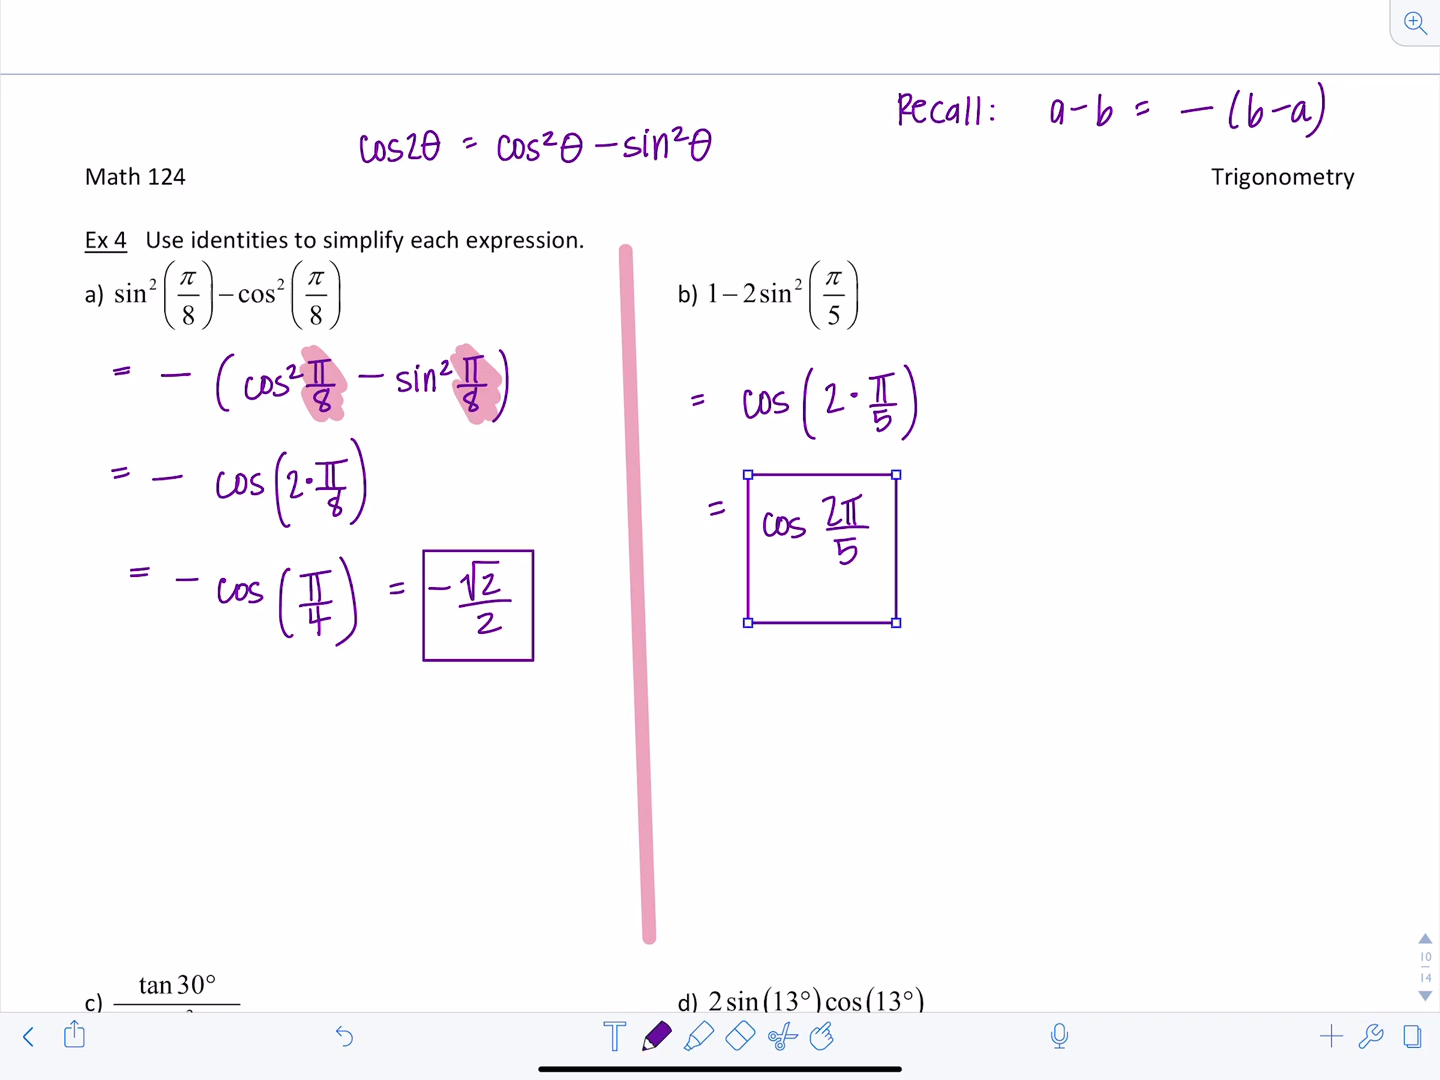 Recall: a-b = -(b-a)
cos2θ = cos²θ - sin²θ
Math 124 Trigonometry
Ex 4 Use identities to simplify each expression.
a) sin²(π/8) - cos²(π/8)
= - (cos² π/8 - sin² π/8)
= - cos(2·π/8)
= - cos(π/4) = -√2/2
b) 1 - 2sin²(π/5)
= cos(2·π/5)
= cos 2π/5
c) tan 30°
d) 2sin(13°)cos(13°)
10
14
T